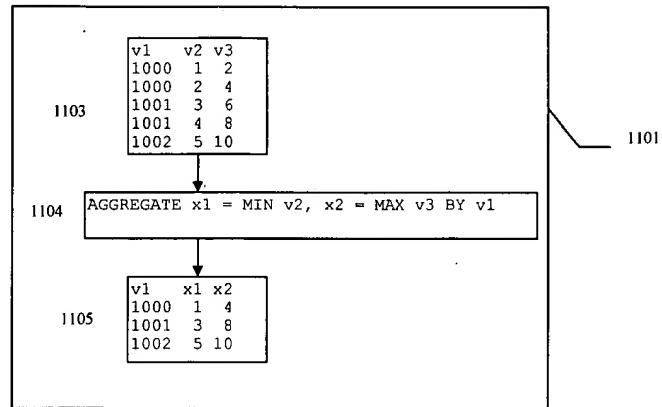 v1 v2 v3
1000 1 2
1000 2 4
1103
1001 3 6
1001 4 8
1002 5 10
1101
1104
AGGREGATE x1 = MIN v2, x2 = MAX v3 BY v1
v1 x1 x2
1000 1 4
1105
1001 3 8
1002 5 10